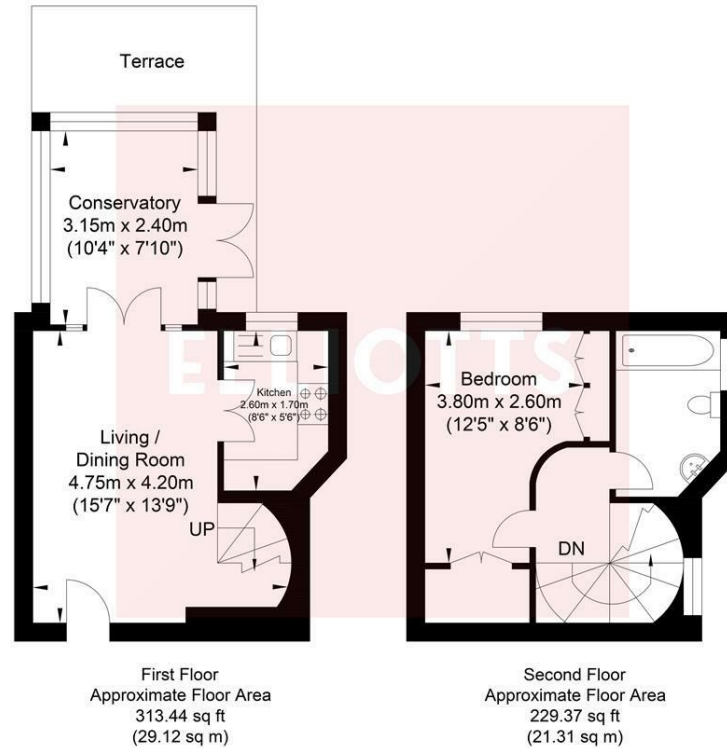 Terrace
Conservatory
3.15m x 2.40m
(10'4" x 7'10")
ELLIOTTS
Kitchen
2.60m x 1.70m
(8'6" x 5'6")
Living /
Dining Room
4.75m x 4.20m
(15'7" x 13'9")
UP
Bedroom
3.80m x 2.60m
(12'5" x 8'6")
DN
First Floor
Approximate Floor Area
313.44 sq ft
(29.12 sq m)
Second Floor
Approximate Floor Area
229.37 sq ft
(21.31 sq m)